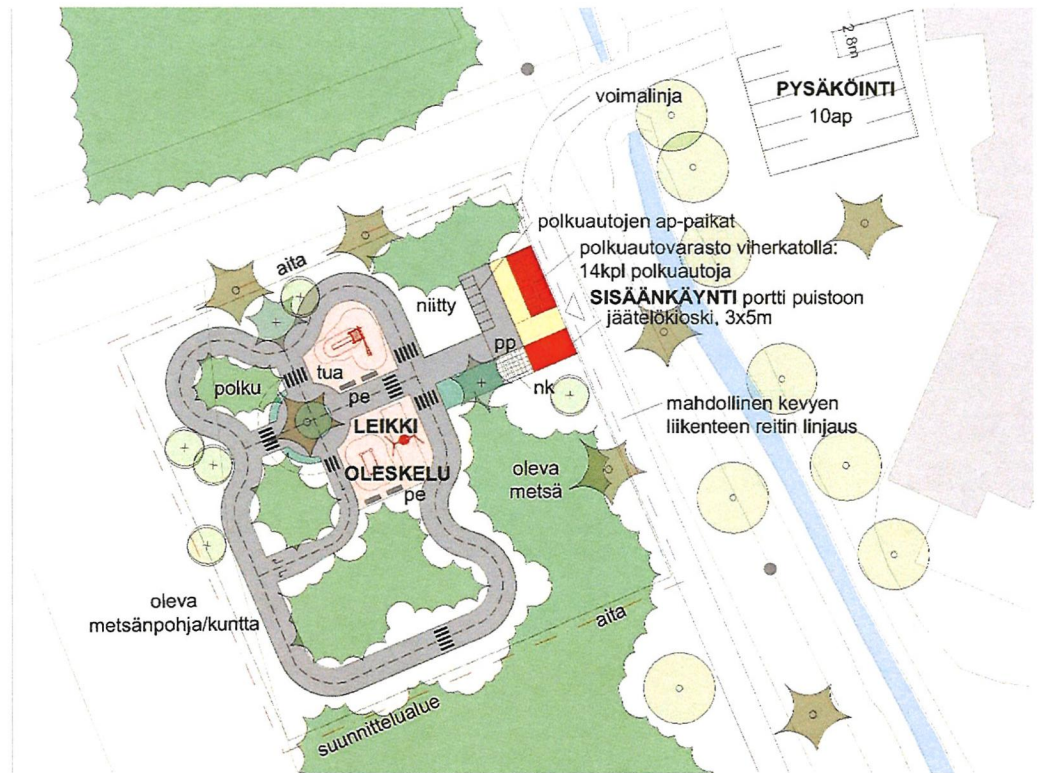 2.8m
PYSÄKÖINTI
10ap
voimalinja
polkuautojen ap-paikat
polkuautovarasto viherkatolla:
14kpl polkuautoja
SISÄÄNKÄYNTI portti puistoon
jäätelökioski, 3x5m
aita
niitty
pp
tua
polku
pe
nk
LEIKKI
OLESKELU
pe
mahdollinen kevyen
liikenteen reitin linjaus
oleva
metsä
oleva
metsänpohja/kuntta
aita
suunnittelualue